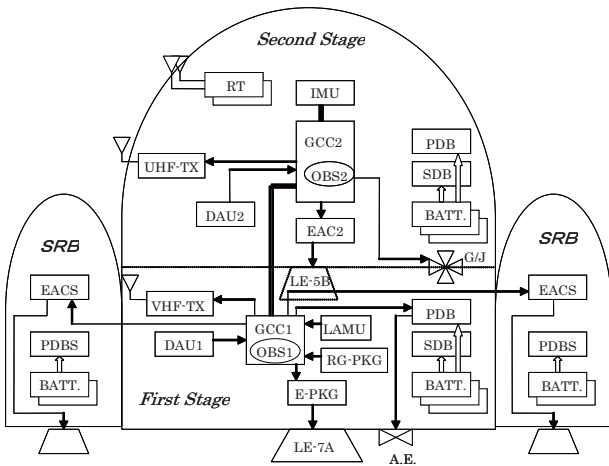 Second Stage
RT
IMU
GCC2
OBS2
PDB
SDB
BATT.
UHF-TX
DAU2
EAC2
G/J
LE-5B
SRB
EACS
PDBS
BATT.
VHF-TX
DAU1
GCC1
OBS1
LAMU
RG-PKG
E-PKG
PDB
SDB
BATT.
First Stage
LE-7A
A.E.
SRB
EACS
PDBS
BATT.